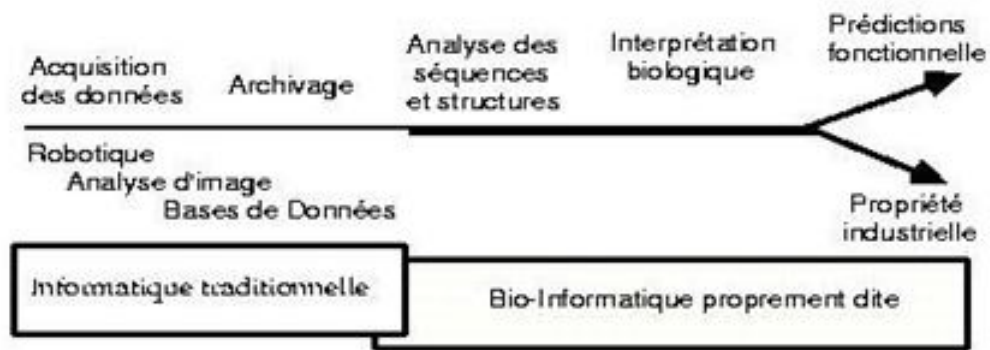 Acquisition
des données
Archivage
Analyse des
séquences
et structures
Interprétation
biologique
Prédictions
fonctionnelle
Robotique
Analyse d'image
Bases de Données
Propriété
industrielle
Informatique traditionnelle
Bio-Informatique proprement dite